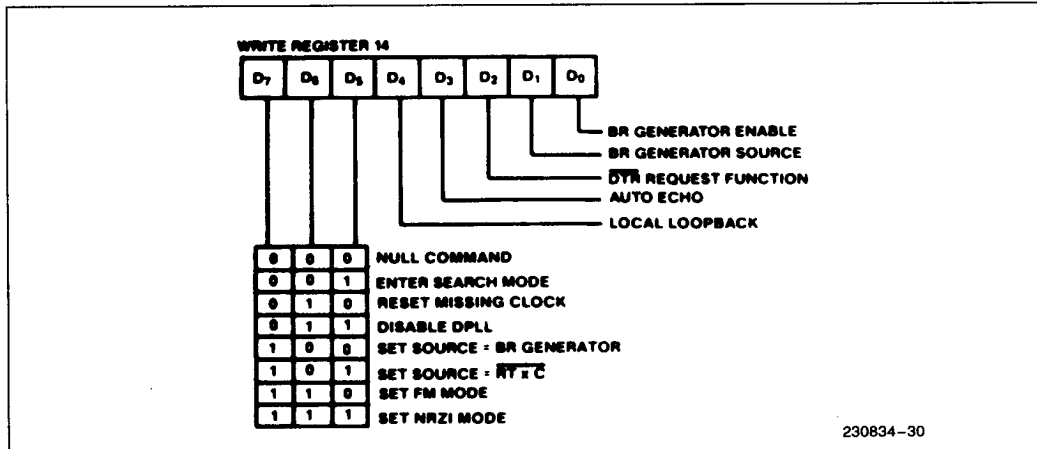 WRITE REGISTER 14
D7 D6 D5 D4 D3 D2 D1 D0
BR GENERATOR ENABLE
BR GENERATOR SOURCE
DTR REQUEST FUNCTION
AUTO ECHO
LOCAL LOOPBACK
0 0 0 NULL COMMAND
0 0 1 ENTER SEARCH MODE
0 1 0 RESET MISSING CLOCK
0 1 1 DISABLE DPLL
1 0 0 SET SOURCE = BR GENERATOR
1 0 1 SET SOURCE = RT x C
1 1 0 SET FM MODE
1 1 1 SET NRZI MODE
230834-30